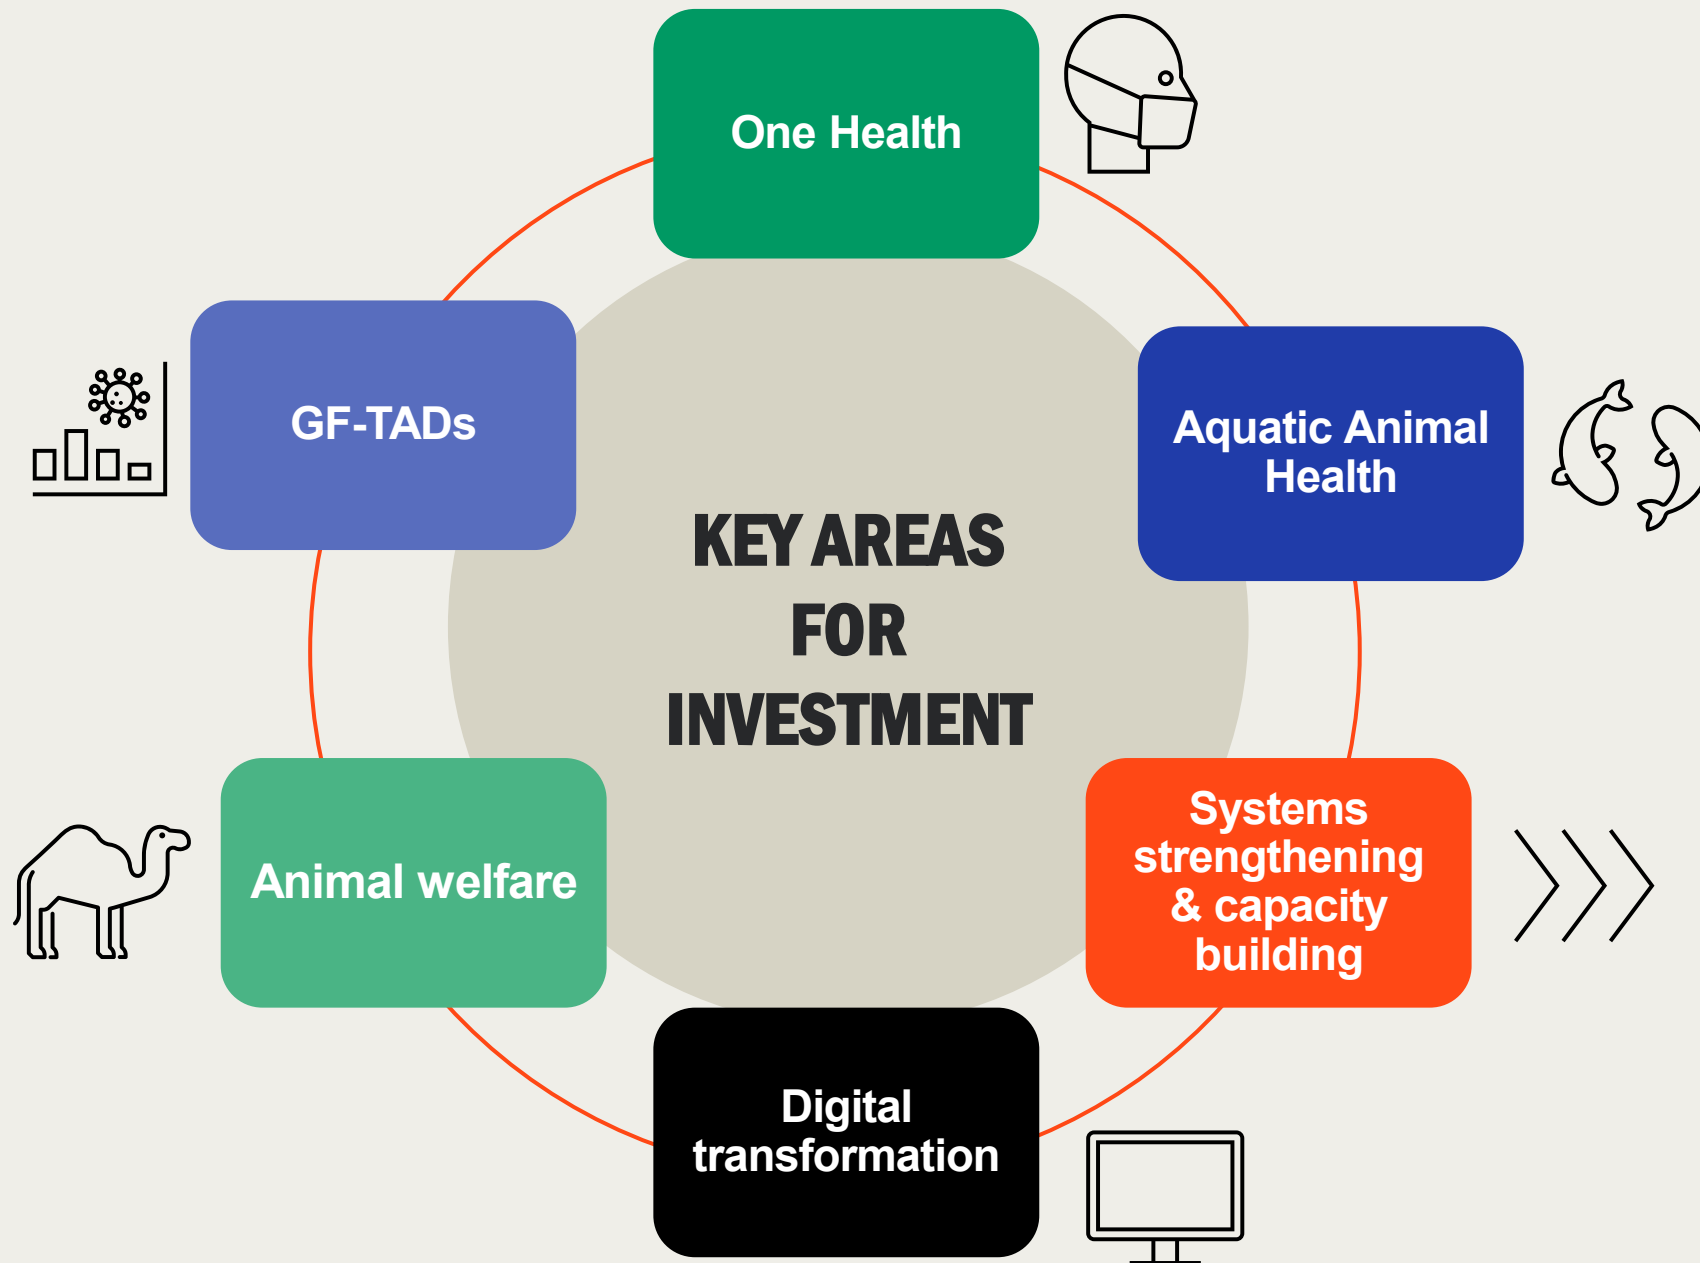 One Health
GF-TADs
Aquatic Animal
Health
KEY AREAS
FOR
INVESTMENT
Animal welfare
Systems
strengthening
& capacity
building
Digital
transformation